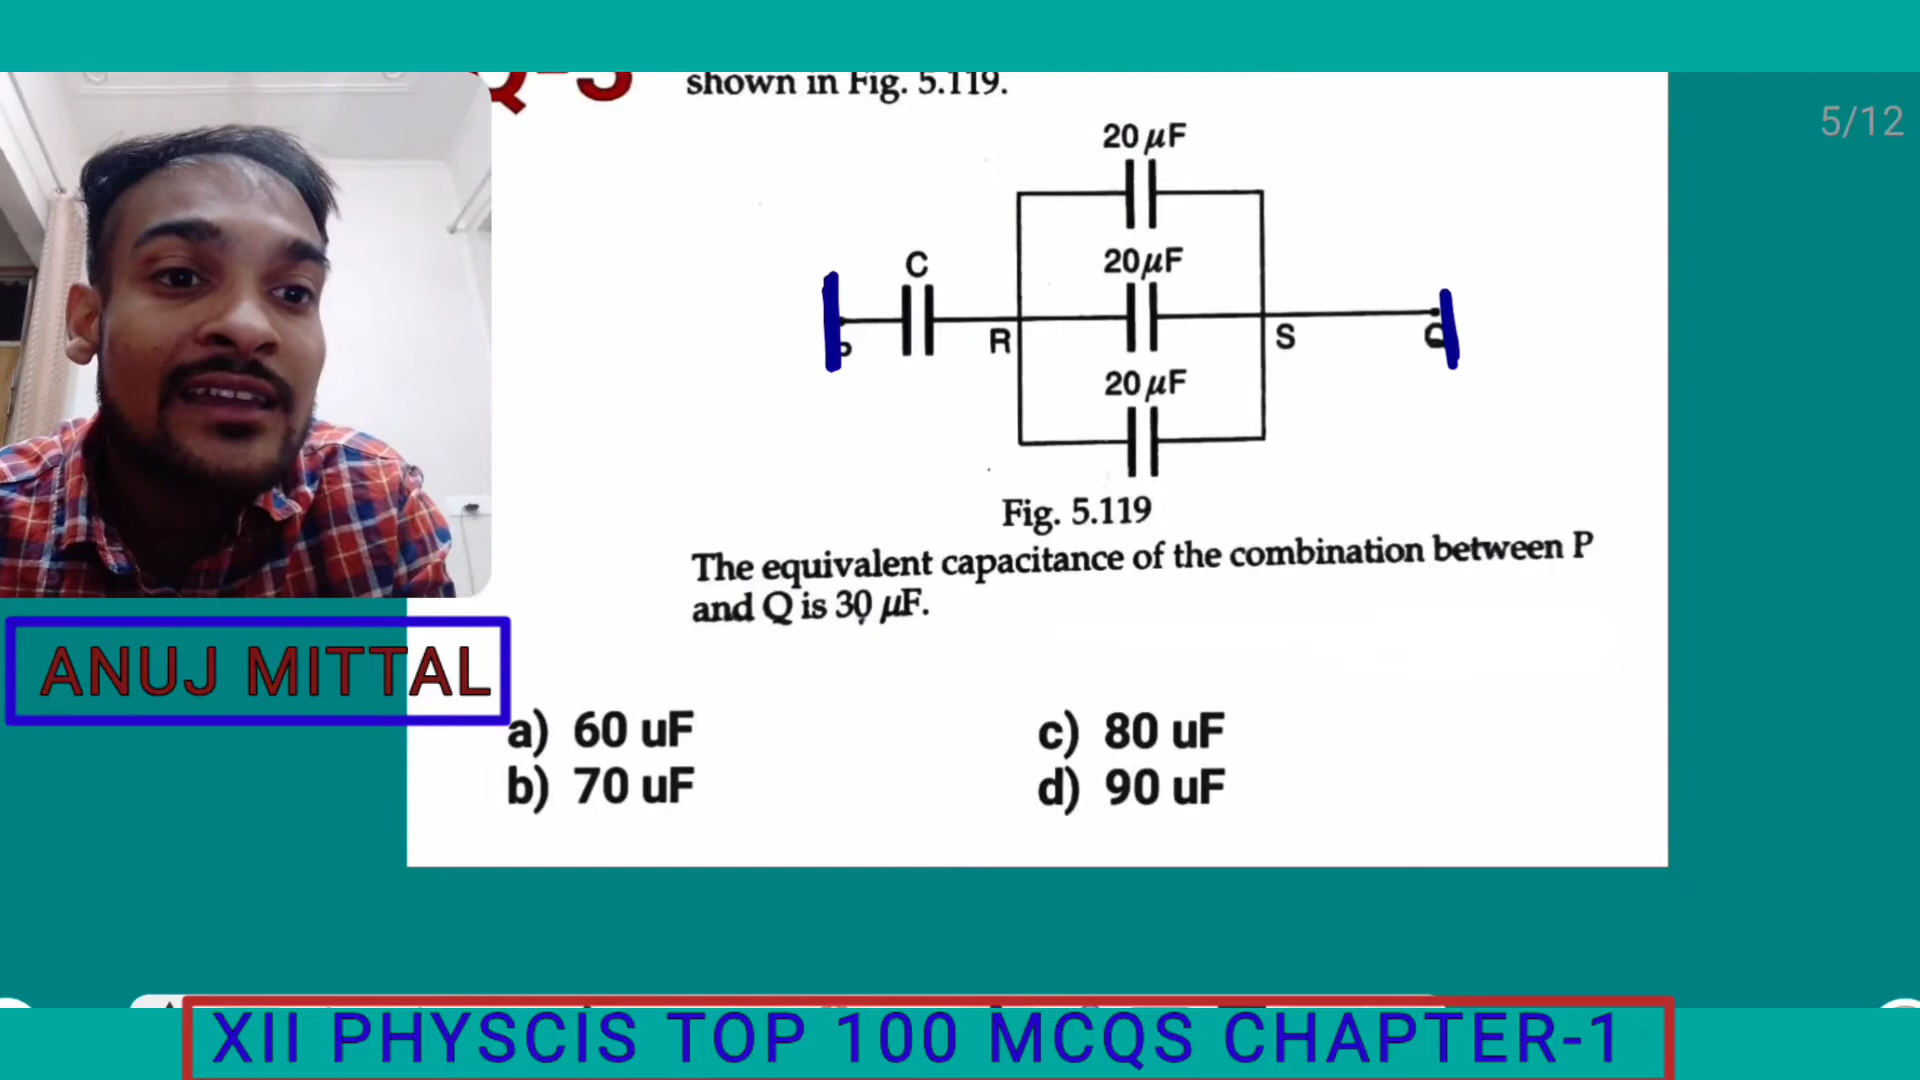 Q-5
shown in Fig. 5.119.
5/12
20 μF
C
20μF
R
S
Q
20 μF
Fig. 5.119
The equivalent capacitance of the combination between P
and Q is 30 μF.
ANUJ MITTAL
a) 60 uF
c) 80 uF
b) 70 uF
d) 90 uF
XII PHYSCIS TOP 100 MCQS CHAPTER-1